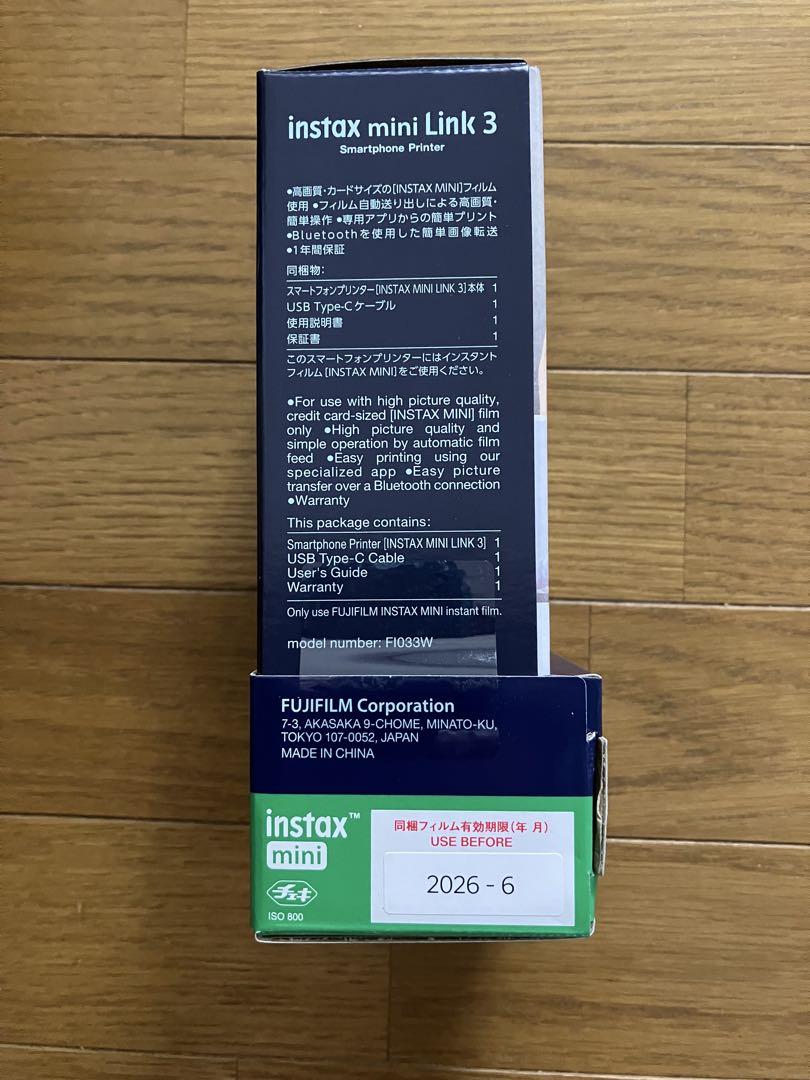 instax mini Link 3
Smartphone Printer
●高画質・カードサイズの[INSTAX MINI]フィルム
使用 ●フィルム自動送り出しによる高画質・
簡単操作 ●専用アプリからの簡単プリント
●Bluetoothを使用した簡単画像転送
●1年間保証
同梱物：
スマートフォンプリンター[INSTAX MINI LINK 3]本体 1
USB Type-Cケーブル 1
使用説明書 1
保証書 1
このスマートフォンプリンターにはインスタント
フィルム[INSTAX MINI]をご使用ください。
●For use with high picture quality,
credit card-sized [INSTAX MINI] film
only ●High picture quality and
simple operation by automatic film
feed ●Easy printing using our
specialized app ●Easy picture
transfer over a Bluetooth connection
●Warranty
This package contains:
Smartphone Printer [INSTAX MINI LINK 3] 1
USB Type-C Cable 1
User's Guide 1
Warranty 1
Only use FUJIFILM INSTAX MINI instant film.
model number: FI033W
FUJIFILM Corporation
7-3, AKASAKA 9-CHOME, MINATO-KU,
TOKYO 107-0052, JAPAN
MADE IN CHINA
instax™
mini
チェキ
ISO 800
同梱フィルム有効期限(年 月)
USE BEFORE
2026 - 6